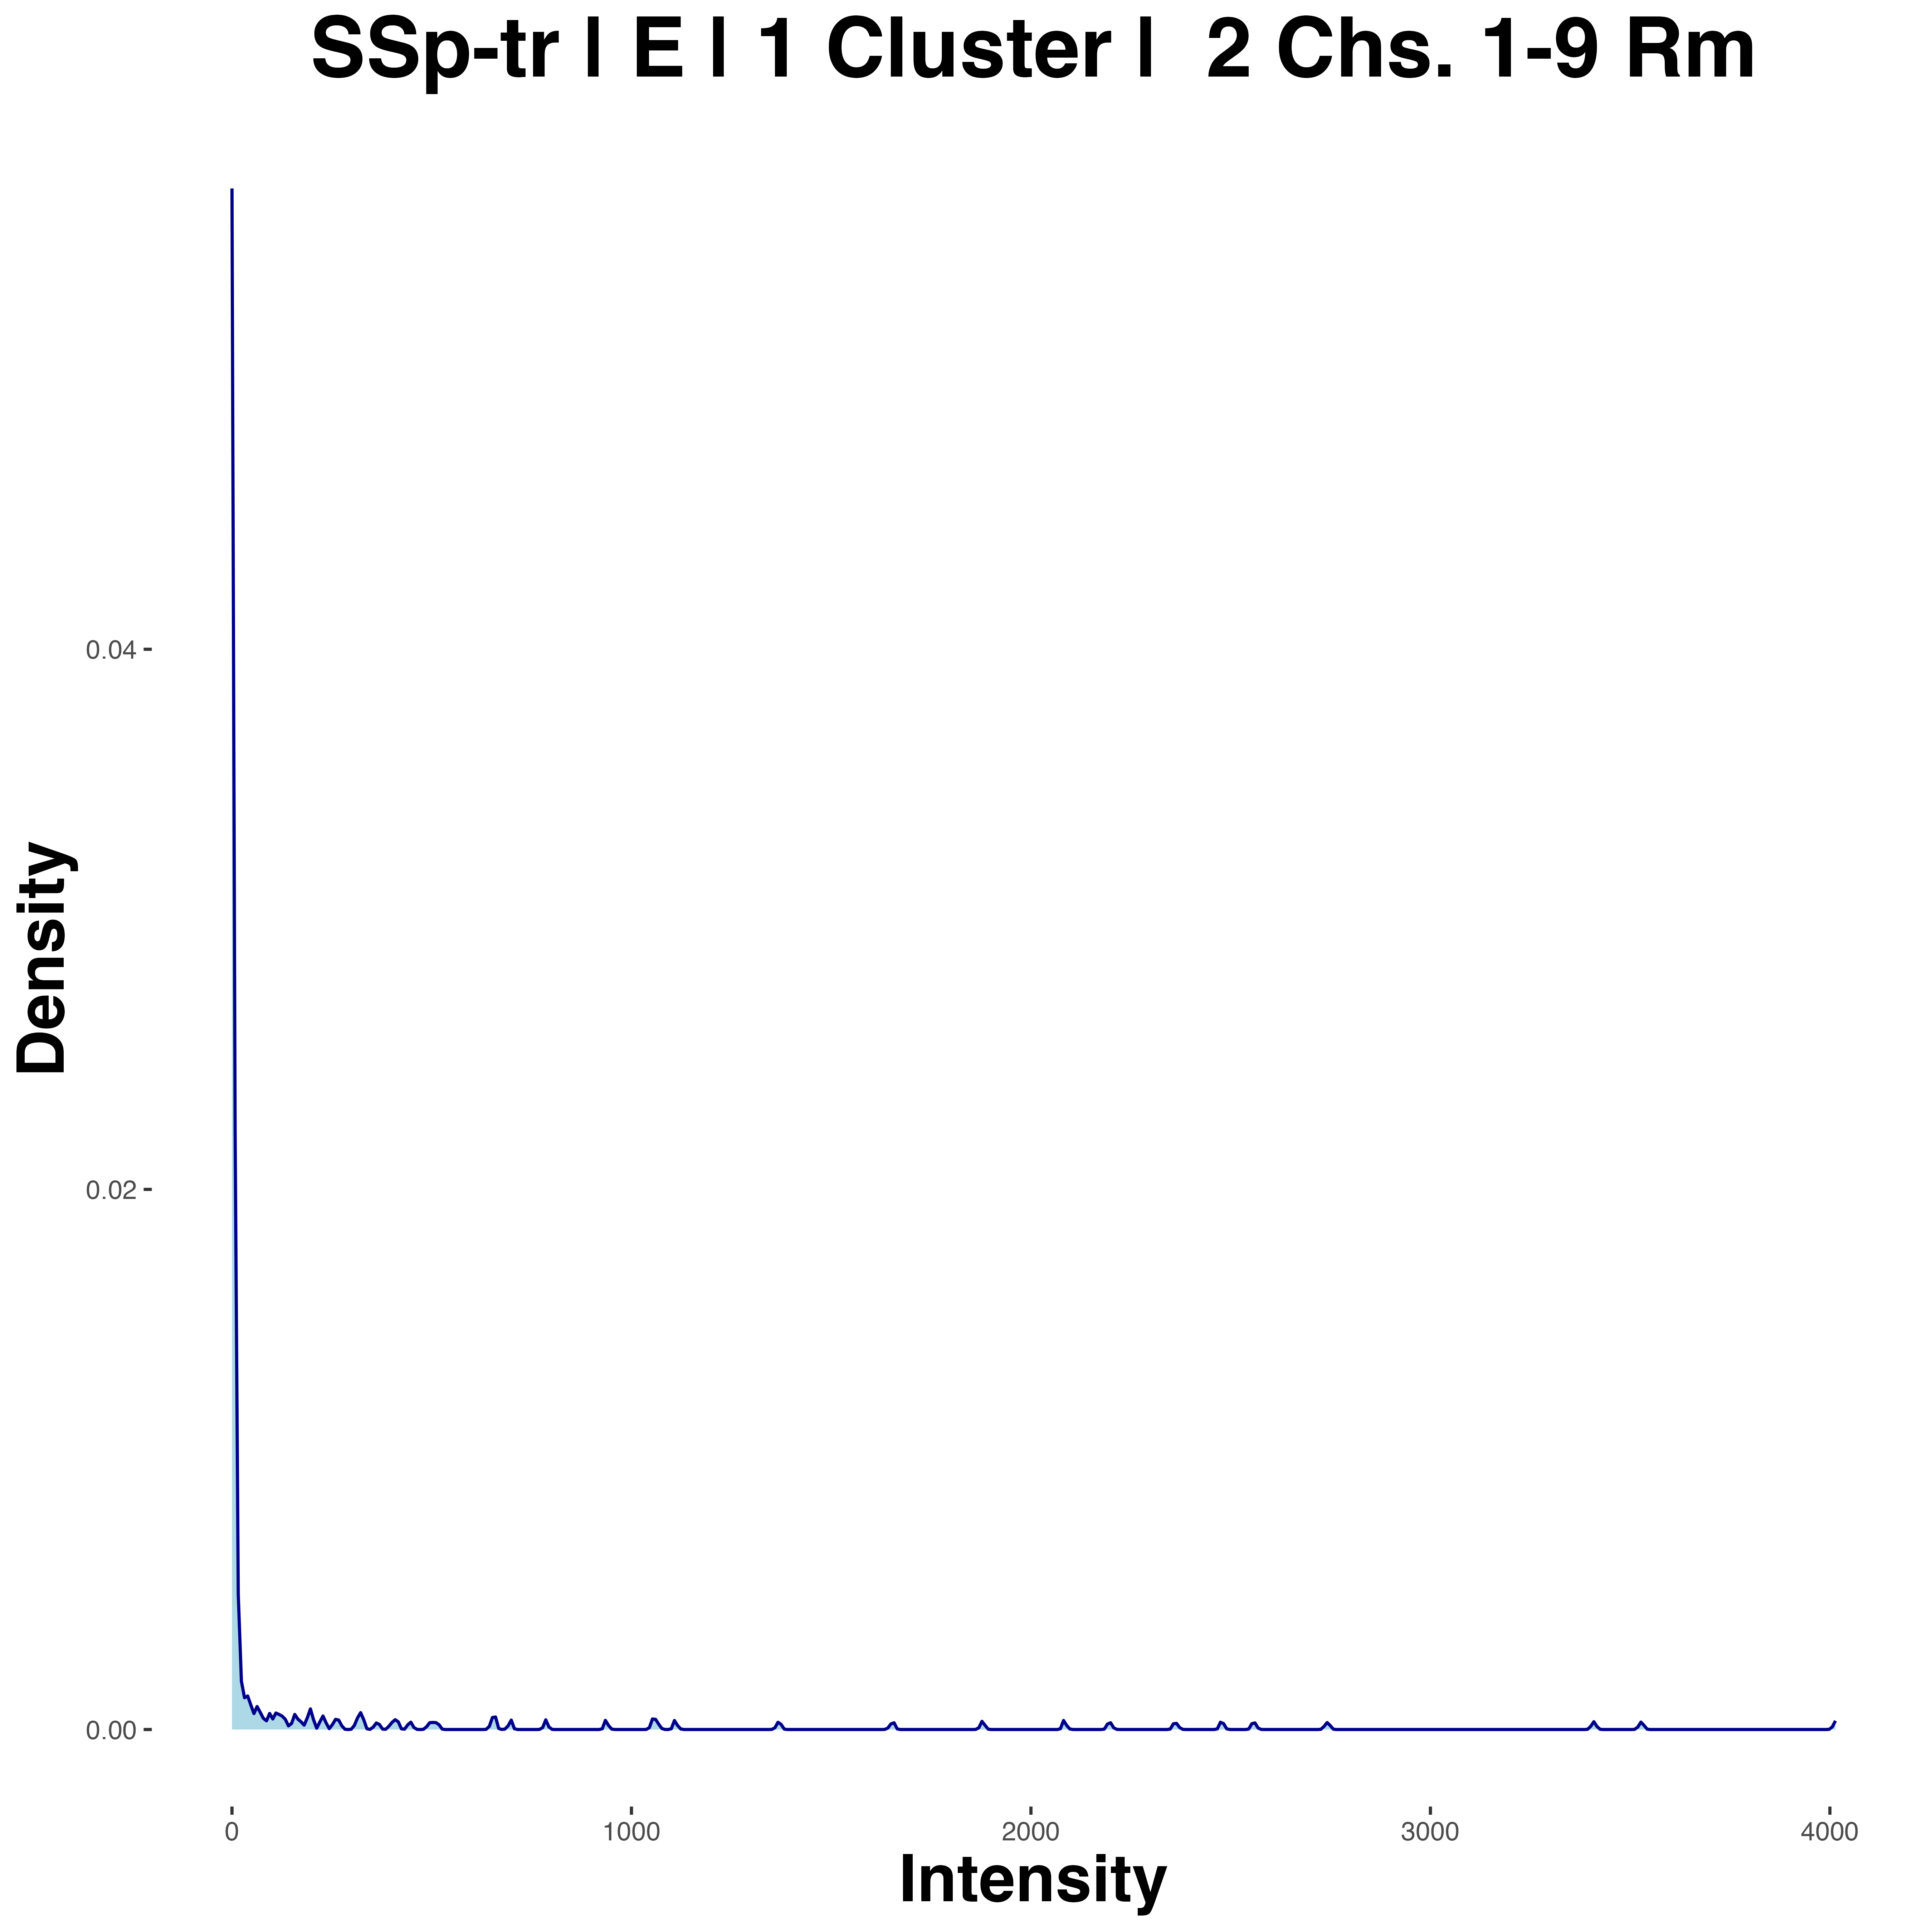 SSp-tr | E | 1 Cluster | 2 Chs. 1-9 Rm
Density
0.04
0.02
0.00
0 1000 2000 3000 4000
Intensity